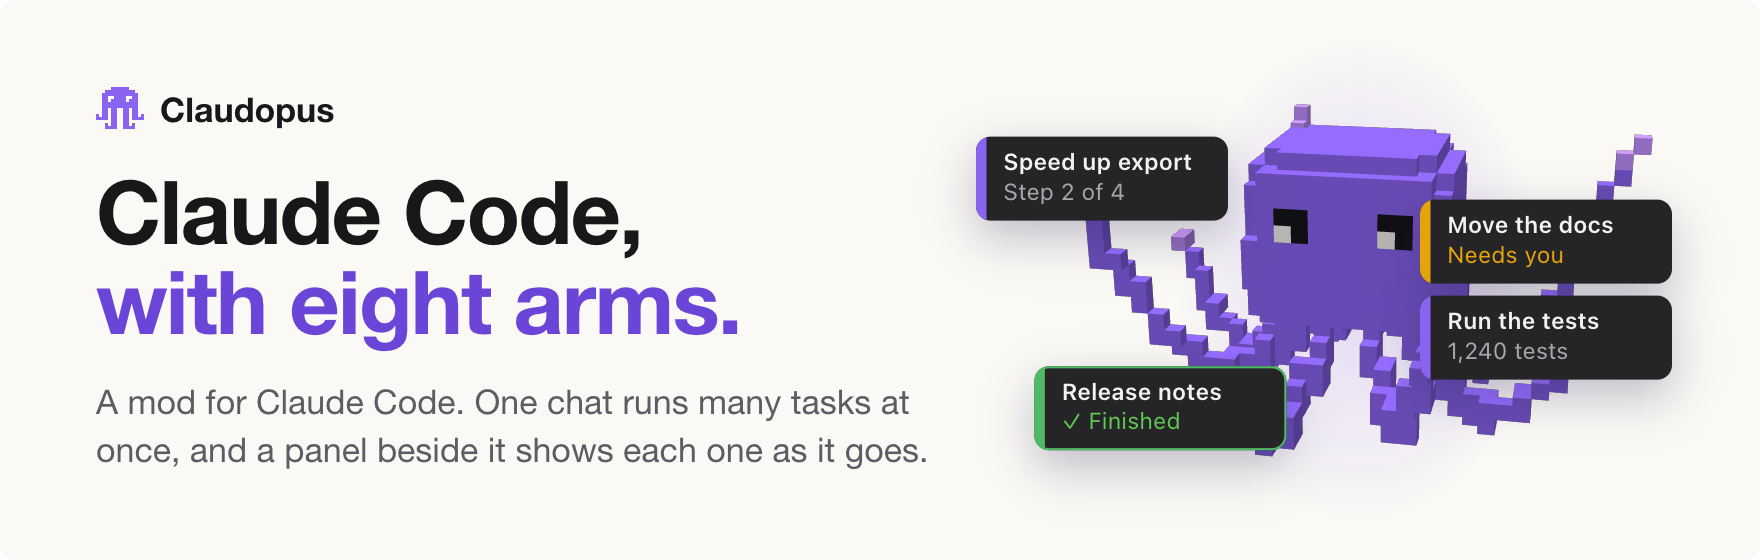 Claudopus
Claude Code,
with eight arms.
A mod for Claude Code. One chat runs many tasks at
once, and a panel beside it shows each one as it goes.
Speed up export
Step 2 of 4
Move the docs
Needs you
Run the tests
1,240 tests
Release notes
✓ Finished